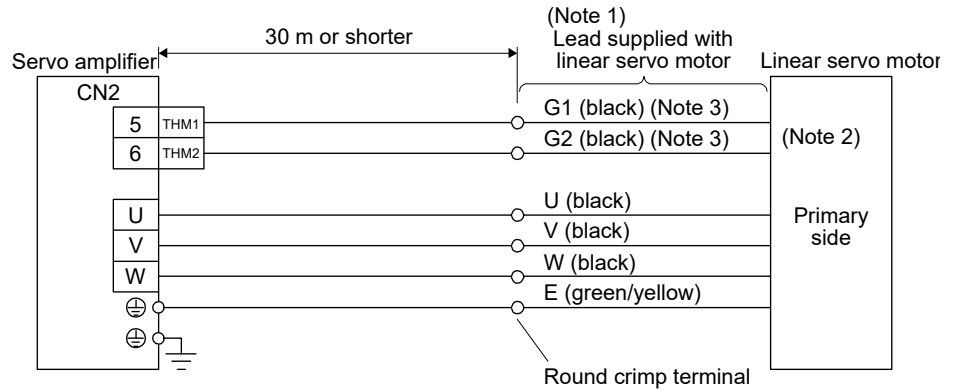 (Note 1)
30 m or shorter
Lead supplied with
linear servo motor
Servo amplifier
Linear servo motor
CN2
5 THM1
G1 (black) (Note 3)
6 THM2
G2 (black) (Note 3)
(Note 2)
U
U (black)
V
V (black)
W
W (black)
Primary
side
E (green/yellow)
Round crimp terminal